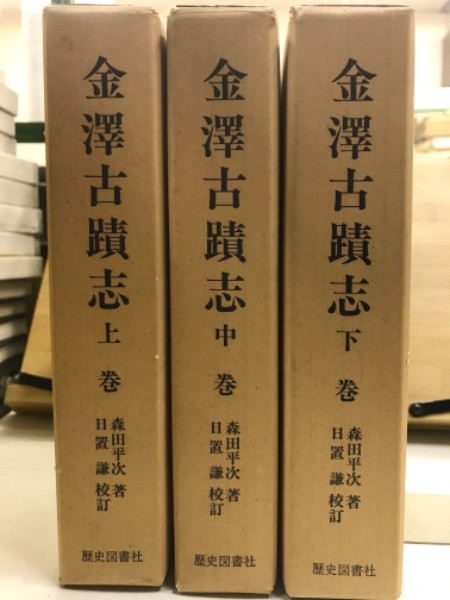 金澤古蹟志 上巻
森田平次 著
日置 謙 校訂
歴史図書社
金澤古蹟志 中巻
森田平次 著
日置 謙 校訂
歴史図書社
金澤古蹟志 下巻
森田平次 著
日置 謙 校訂
歴史図書社